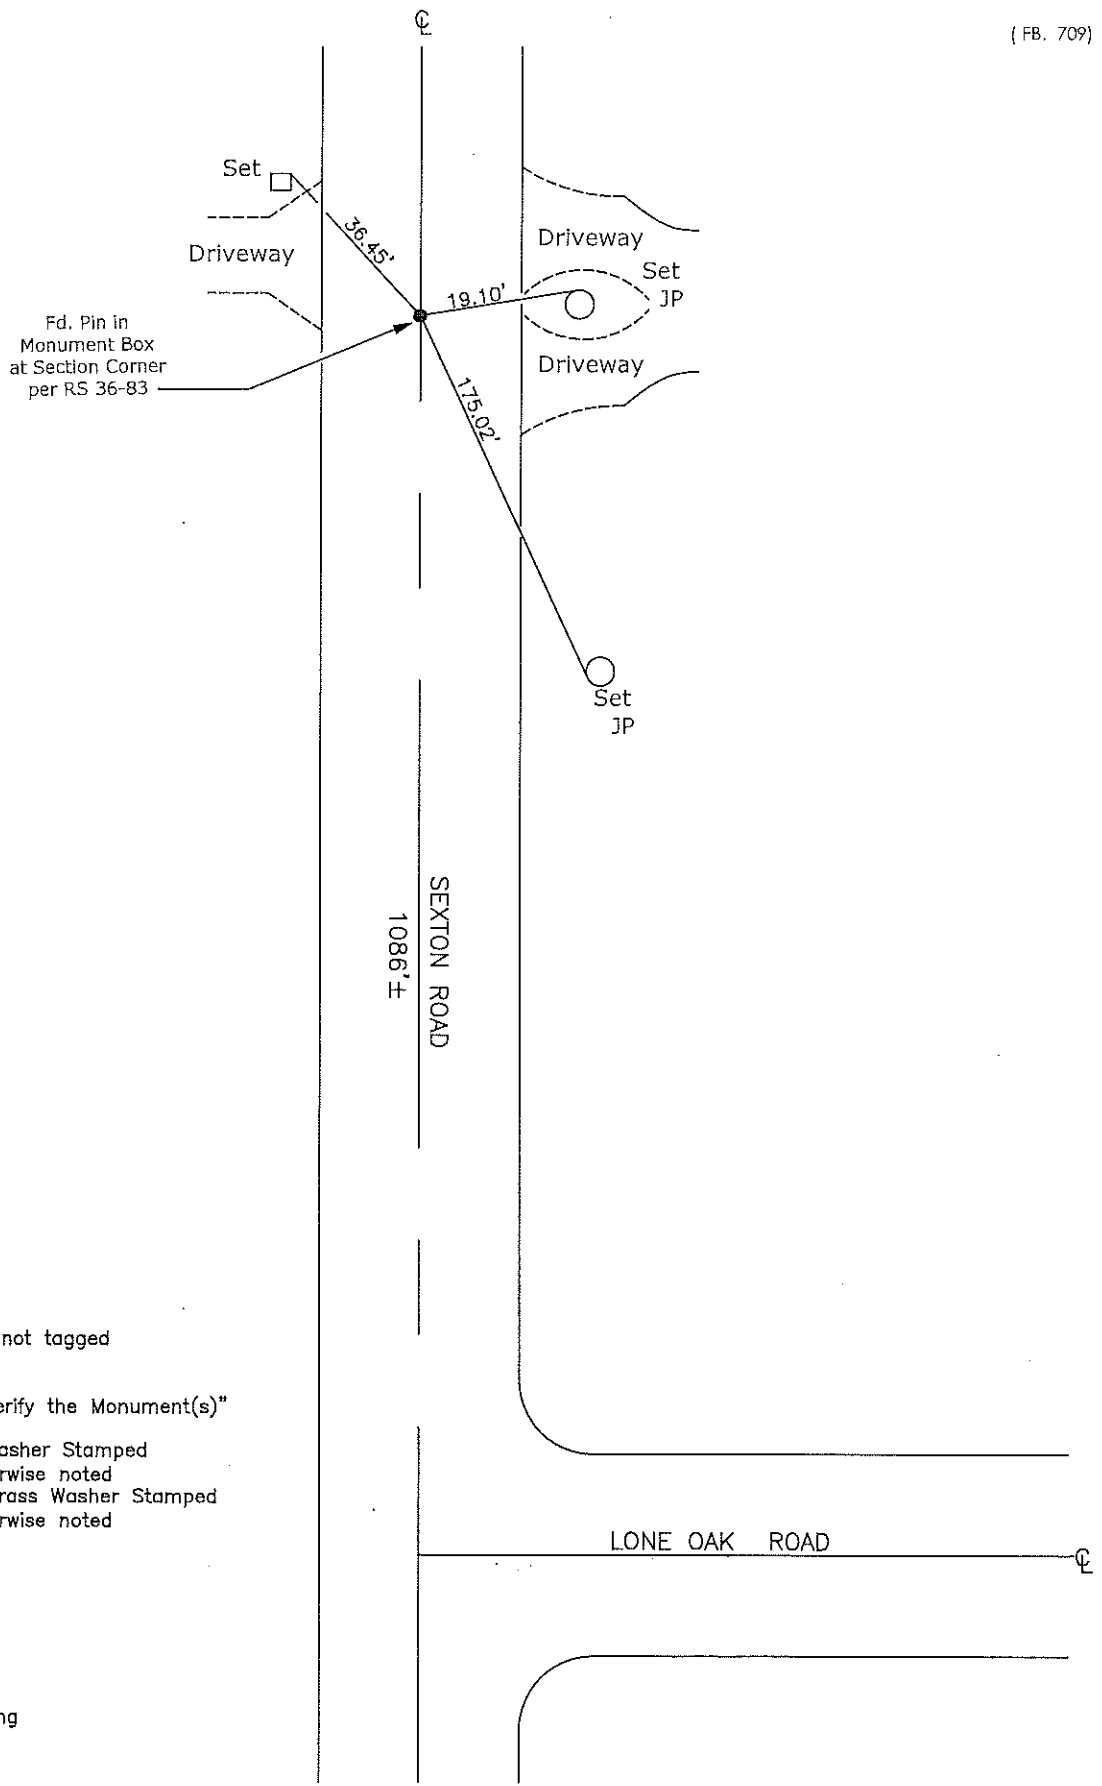 ℄
( FB. 709)
Set
Driveway
36.45'
19.10'
Driveway
Set
JP
Driveway
Fd. Pin in
Monument Box
at Section Corner
per RS 36-83
175.02'
Set
JP
SEXTON ROAD
1086'±
not tagged
erify the Monument(s)"
asher Stamped
rwise noted
rass Washer Stamped
rwise noted
LONE OAK ROAD
℄
ng